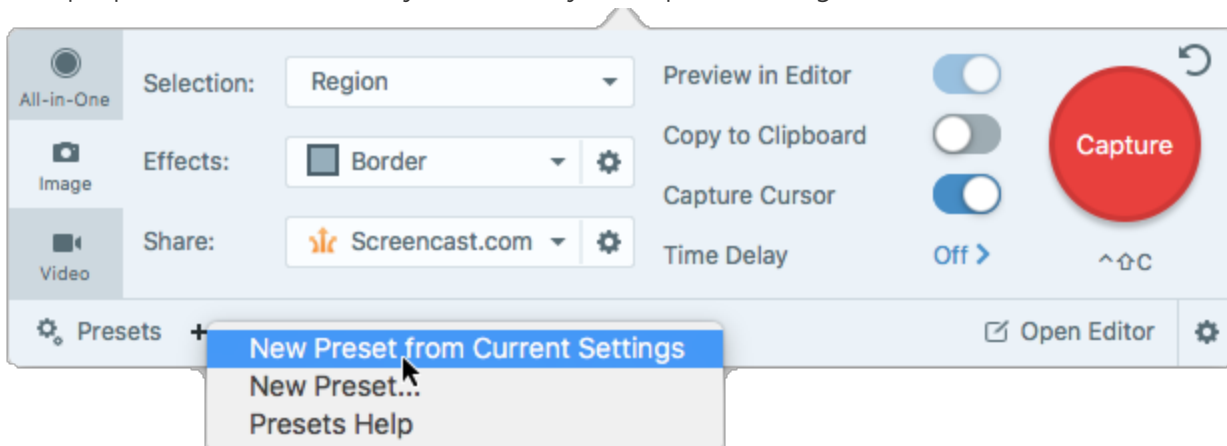 All-in-One
Image
Video
Selection:
Region
Effects:
Border
Share:
Screencast.com
Preview in Editor
Copy to Clipboard
Capture Cursor
Time Delay
Off
Capture
^⇧C
Presets +
Open Editor
New Preset from Current Settings
New Preset...
Presets Help